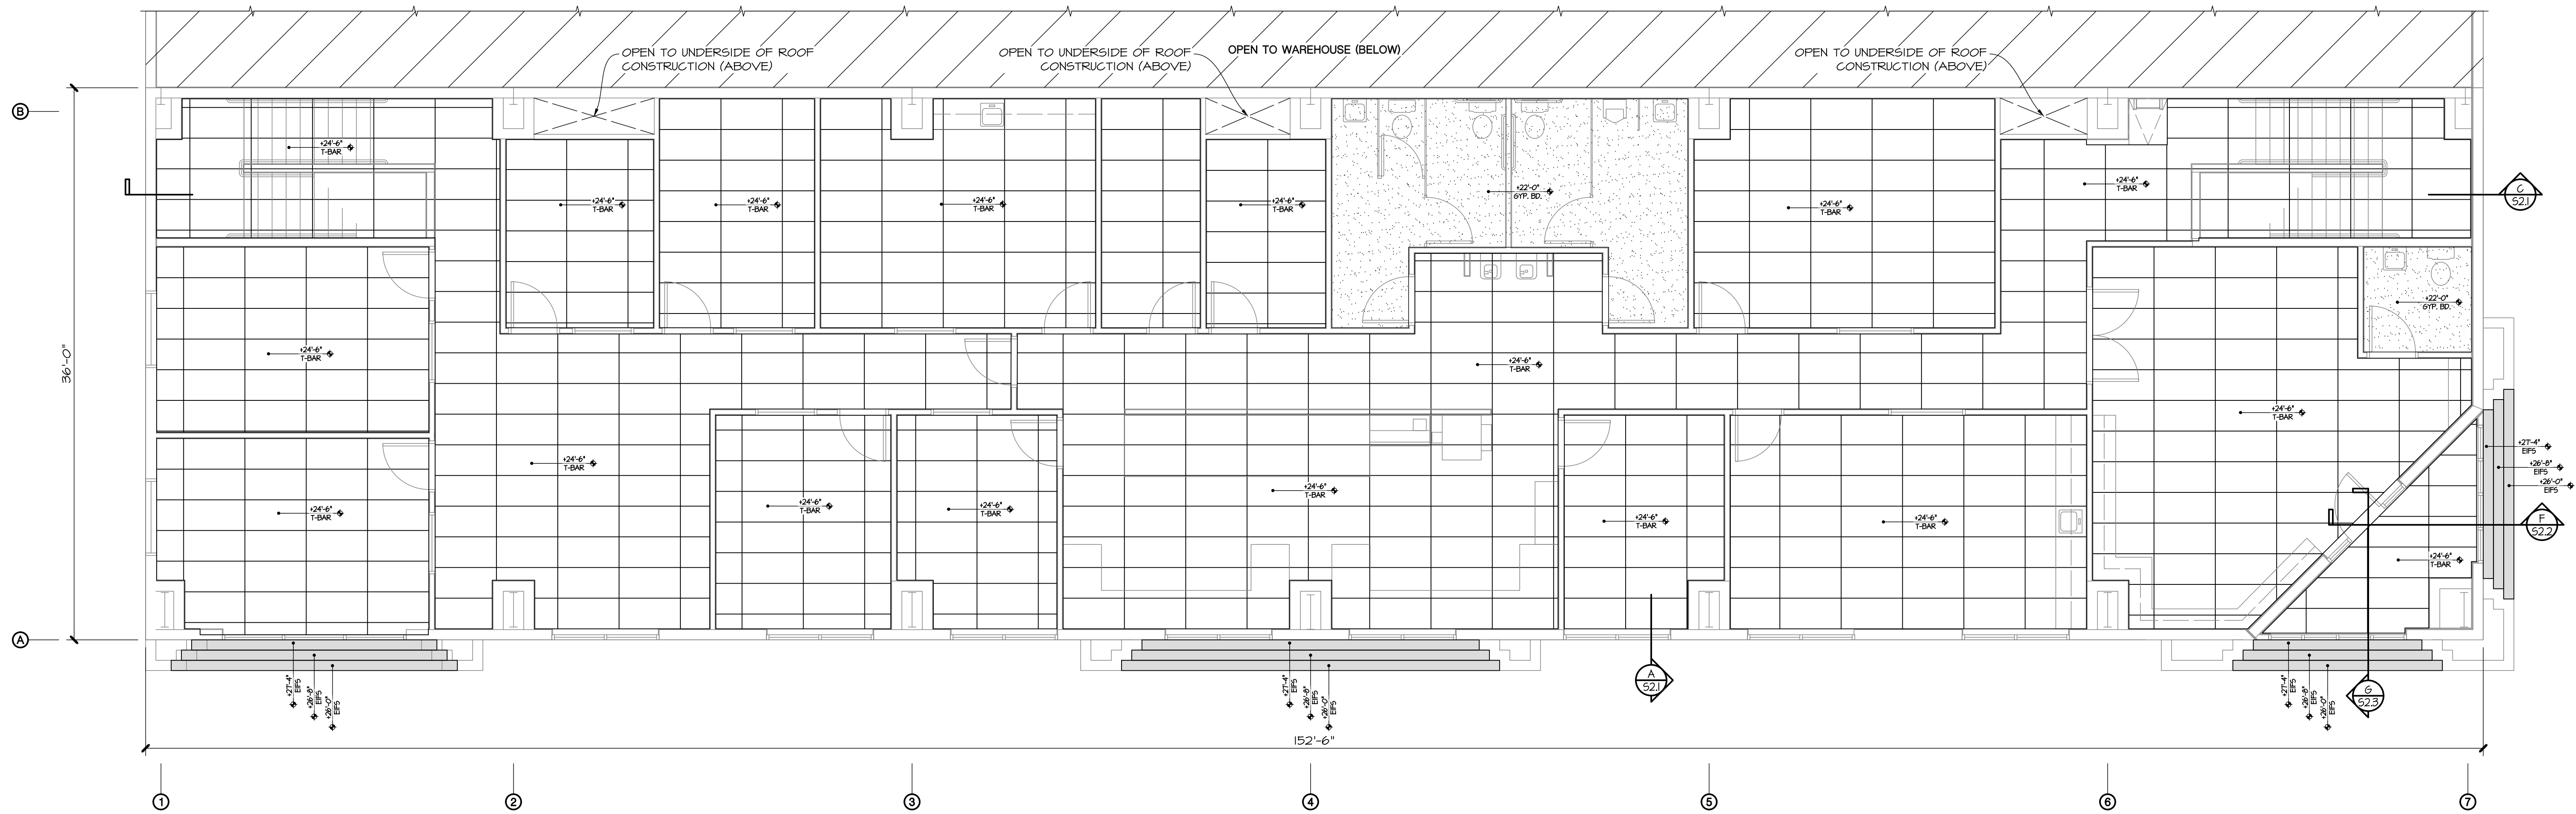 OPEN TO UNDERSIDE OF ROOF
CONSTRUCTION (ABOVE)
OPEN TO UNDERSIDE OF ROOF
CONSTRUCTION (ABOVE)
OPEN TO WAREHOUSE (BELOW)
OPEN TO UNDERSIDE OF ROOF
CONSTRUCTION (ABOVE)
B
+24'-6"
T-BAR
+24'-6"
T-BAR
+24'-6"
T-BAR
+24'-6"
T-BAR
+24'-6"
T-BAR
+22'-0"
GYP. BD.
+24'-6"
T-BAR
+24'-6"
T-BAR
C
S2.1
36'-0"
+24'-6"
T-BAR
+24'-6"
T-BAR
+22'-0"
GYP. BD.
+24'-6"
T-BAR
+24'-6"
T-BAR
+24'-6"
T-BAR
+24'-6"
T-BAR
+24'-6"
T-BAR
+24'-6"
T-BAR
+24'-6"
T-BAR
+24'-6"
T-BAR
+24'-6"
T-BAR
+27'-4"
EIFS
+26'-8"
EIFS
+26'-0"
EIFS
F
S2.2
+24'-6"
T-BAR
A
+27'-4"
EIFS
+26'-8"
EIFS
+26'-0"
EIFS
+27'-4"
EIFS
+26'-8"
EIFS
+26'-0"
EIFS
A
S2.1
+27'-4"
EIFS
+26'-8"
EIFS
+26'-0"
EIFS
G
S2.3
152'-6"
1
2
3
4
5
6
7